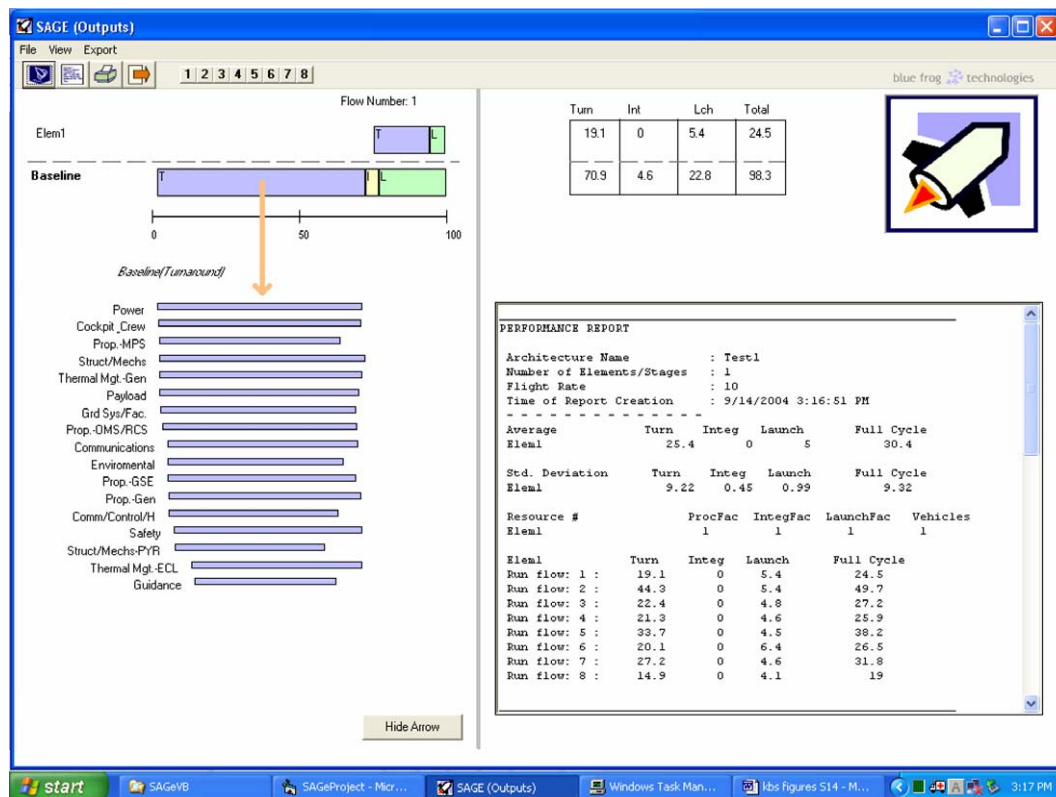 SAGE (Outputs)
File View Export
1 2 3 4 5 6 7 8
blue frog technologies
Flow Number: 1
Elem1
T
L
Baseline
T
I
L
0
50
100
Baseline(Turnaround)
Power
Cockpit_Crew
Prop.-MPS
Struct/Mechs
Thermal Mgt.-Gen
Payload
Grd Sys/Fac.
Prop.-OMS/RCS
Communications
Enviromental
Prop.-GSE
Prop.-Gen
Comm/Control/H
Safety
Struct/Mechs-PYR
Thermal Mgt.-ECL
Guidance
Hide Arrow
Turn Int Lch Total
19.1 0 5.4 24.5
70.9 4.6 22.8 98.3
PERFORMANCE REPORT
Architecture Name : Test1
Number of Elements/Stages : 1
Flight Rate : 10
Time of Report Creation : 9/14/2004 3:16:51 PM
- - - - - - - - - - - - - - -
Average Turn Integ Launch Full Cycle
Elem1 25.4 0 5 30.4
Std. Deviation Turn Integ Launch Full Cycle
Elem1 9.22 0.45 0.99 9.32
Resource # ProcFac IntegFac LaunchFac Vehicles
Elem1 1 1 1 1
Elem1 Turn Integ Launch Full Cycle
Run flow: 1 : 19.1 0 5.4 24.5
Run flow: 2 : 44.3 0 5.4 49.7
Run flow: 3 : 22.4 0 4.8 27.2
Run flow: 4 : 21.3 0 4.6 25.9
Run flow: 5 : 33.7 0 4.5 38.2
Run flow: 6 : 20.1 0 6.4 26.5
Run flow: 7 : 27.2 0 4.6 31.8
Run flow: 8 : 14.9 0 4.1 19
start
SAGeVB
SAGeProject - Micr...
SAGE (Outputs)
Windows Task Man...
kbs figures S14 - M...
3:17 PM